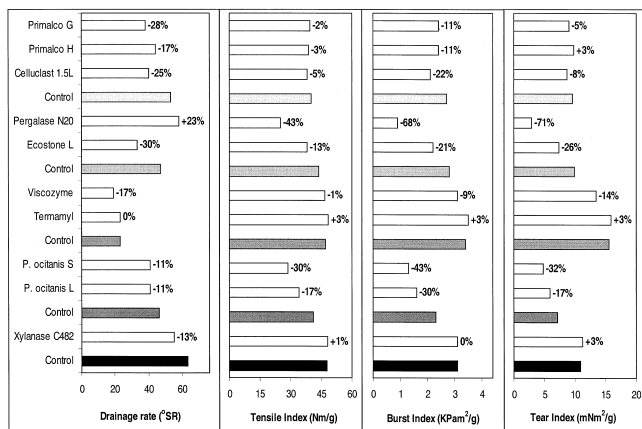 Primalco G -28% -2% -11% -5%
Primalco H -17% -3% -11% +3%
Celluclast 1.5L -25% -5% -22% -8%
Control
Pergalase N20 +23% -43% -68% -71%
Ecostone L -30% -13% -21% -26%
Control
Viscozyme -17% -1% -9% -14%
Termamyl 0% +3% +3% +3%
Control
P. ocitanis S -11% -30% -43% -32%
P. ocitanis L -11% -17% -30% -17%
Control
Xylanase C482 -13% +1% 0% +3%
Control
0 20 40 60 0 15 30 45 60 0 1 2 3 4 0 5 10 15 20
Drainage rate (°SR) Tensile Index (Nm/g) Burst Index (KPam²/g) Tear Index (mNm²/g)